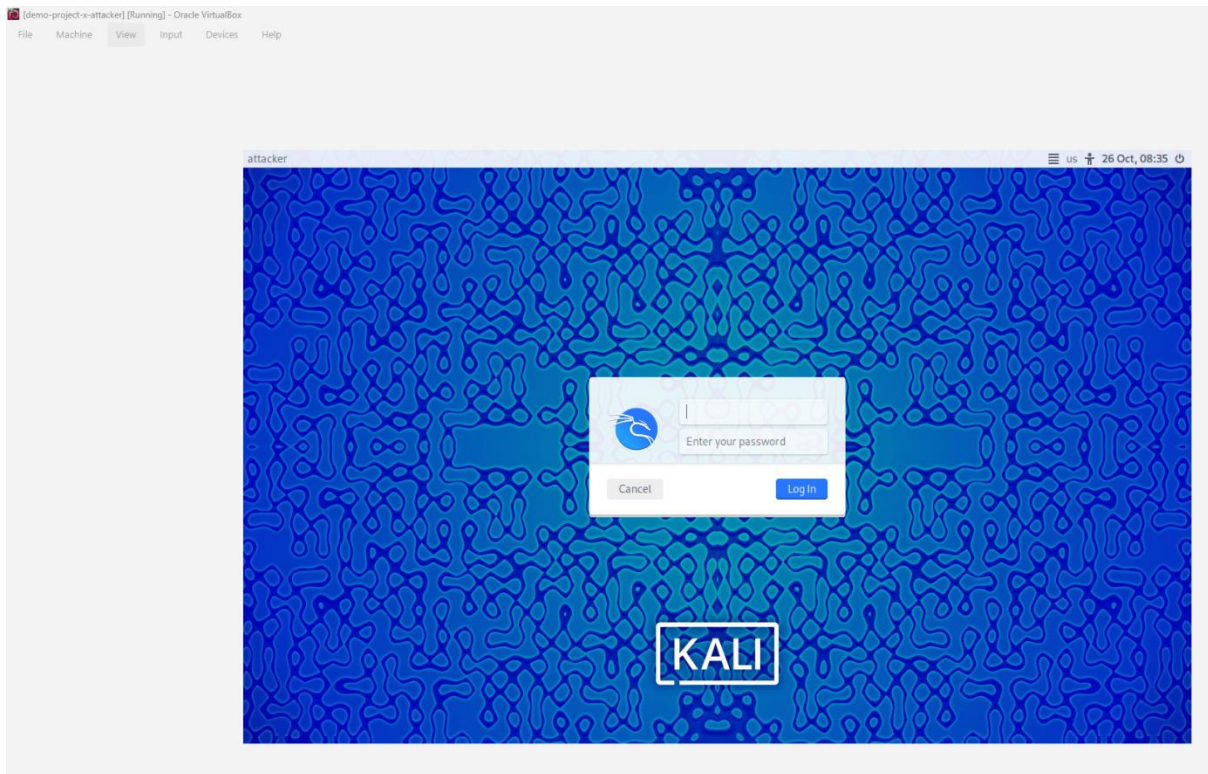 [demo-project-x-attacker] [Running] - Oracle VirtualBox
File Machine View Input Devices Help
attacker us 26 Oct, 08:35
Enter your password
Cancel Log In
KALI